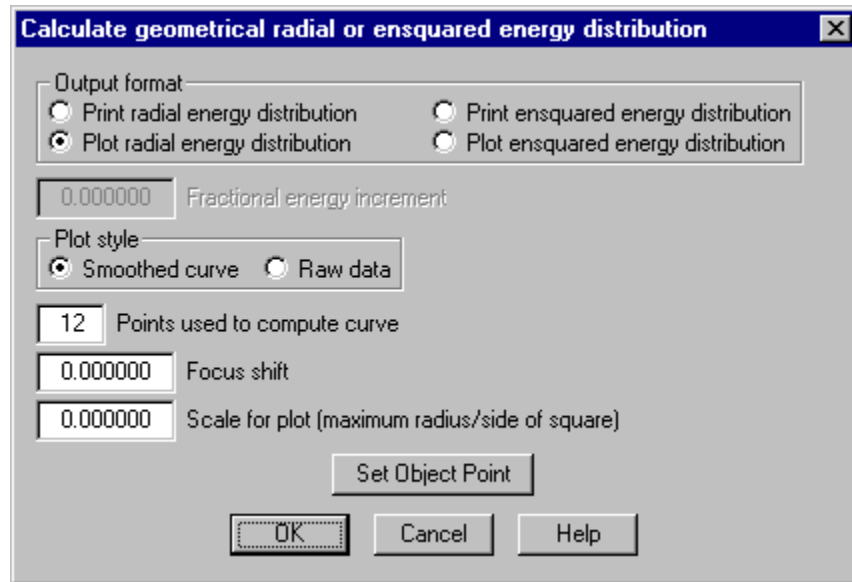 Calculate geometrical radial or ensquared energy distribution
Output format
Print radial energy distribution Print ensquared energy distribution
Plot radial energy distribution Plot ensquared energy distribution
0.000000 Fractional energy increment
Plot style
Smoothed curve Raw data
12 Points used to compute curve
0.000000 Focus shift
0.000000 Scale for plot (maximum radius/side of square)
Set Object Point
OK Cancel Help